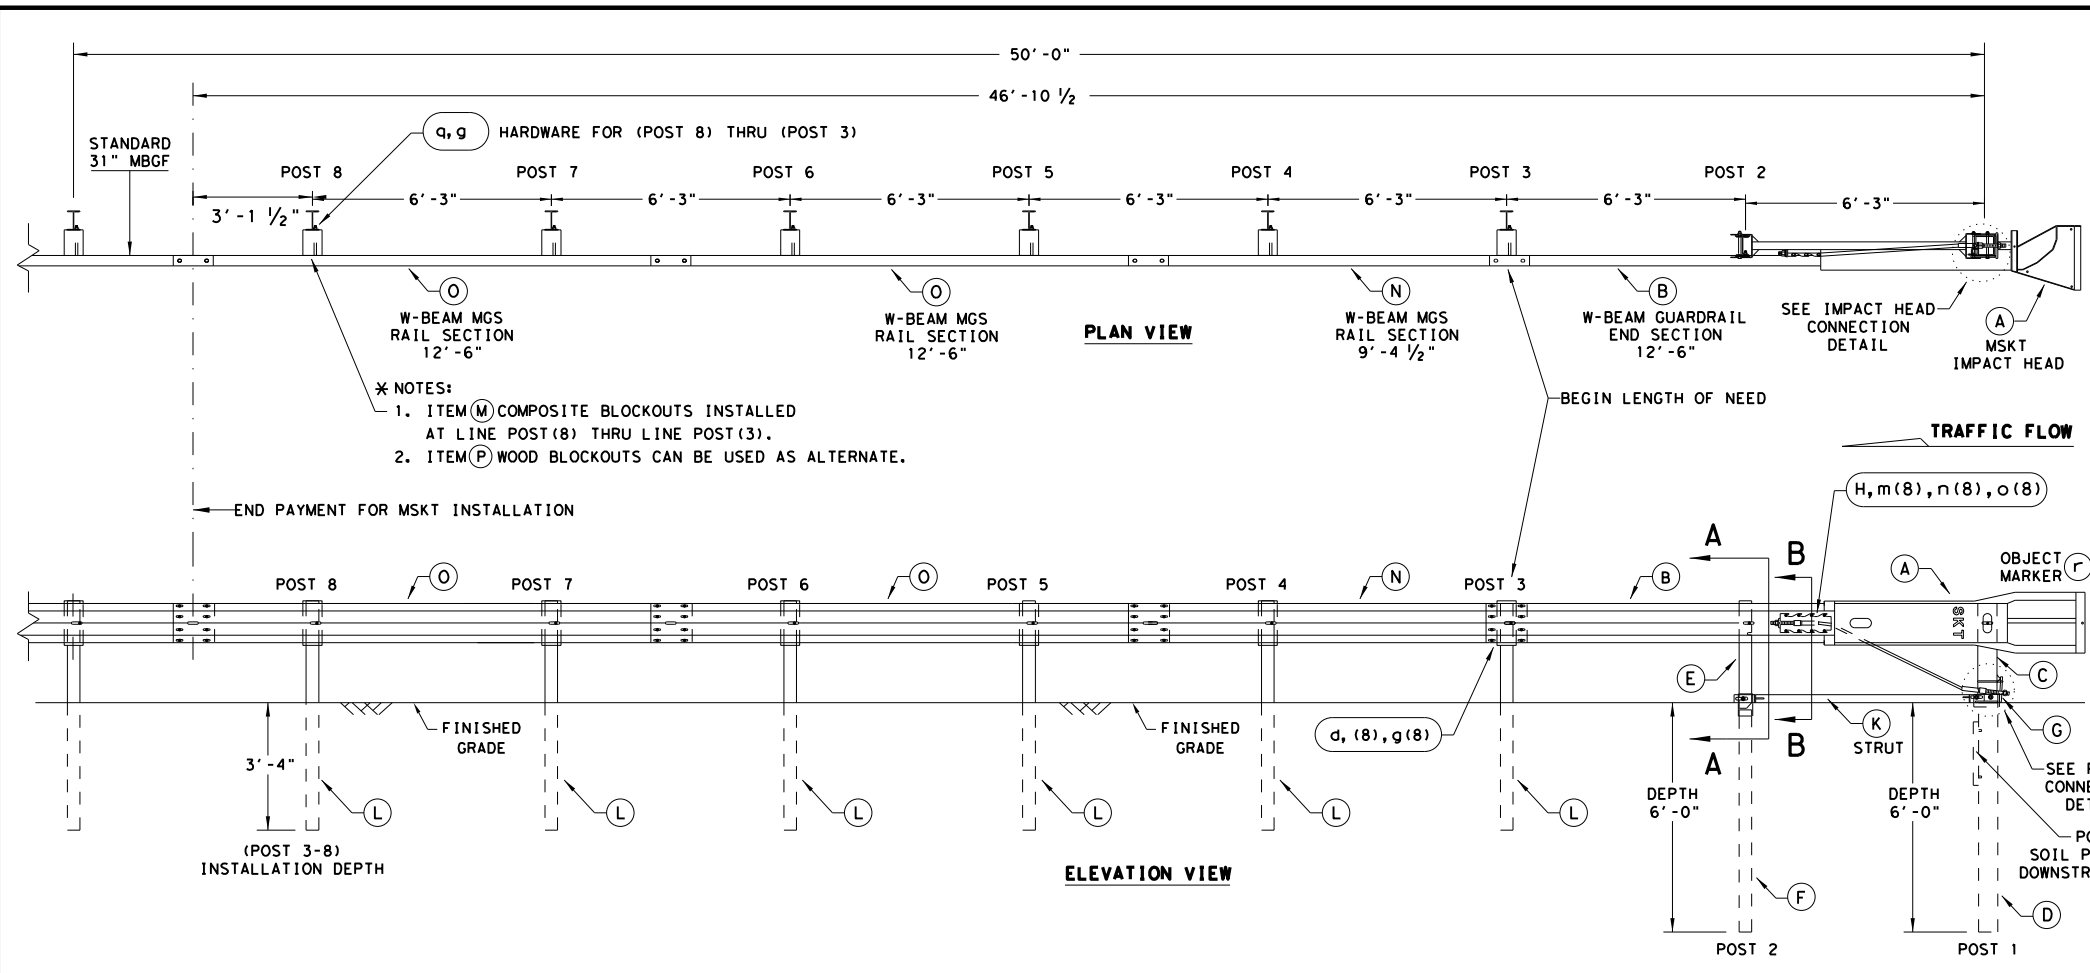 50'-0"
46'-10 ½
STANDARD
31" MBGF
q,g HARDWARE FOR (POST 8) THRU (POST 3)
POST 8 POST 7 POST 6 POST 5 POST 4 POST 3 POST 2
3'-1 ½" 6'-3" 6'-3" 6'-3" 6'-3" 6'-3" 6'-3" 6'-3"
O
W-BEAM MGS
RAIL SECTION
12'-6"
O
W-BEAM MGS
RAIL SECTION
12'-6"
PLAN VIEW
N
W-BEAM MGS
RAIL SECTION
9'-4 ½"
B
W-BEAM GUARDRAIL
END SECTION
12'-6"
SEE IMPACT HEAD
CONNECTION
DETAIL
A
MSKT
IMPACT HEAD
* NOTES:
1. ITEM M COMPOSITE BLOCKOUTS INSTALLED
AT LINE POST(8) THRU LINE POST(3).
2. ITEM P WOOD BLOCKOUTS CAN BE USED AS ALTERNATE.
BEGIN LENGTH OF NEED
TRAFFIC FLOW
H,m(8),n(8),o(8)
END PAYMENT FOR MSKT INSTALLATION
A B
OBJECT
MARKER r
POST 8 O POST 7 POST 6 O POST 5 POST 4 N POST 3 B A
SKT
E
C
FINISHED
GRADE
FINISHED
GRADE
d, (8),g(8)
A B
K
STRUT
G
3'-4"
L L L L L L
DEPTH
6'-0"
DEPTH
6'-0"
SEE
CONNE
DET
(POST 3-8)
INSTALLATION DEPTH
ELEVATION VIEW
PO
SOIL P
DOWNSTR
F
D
POST 2 POST 1